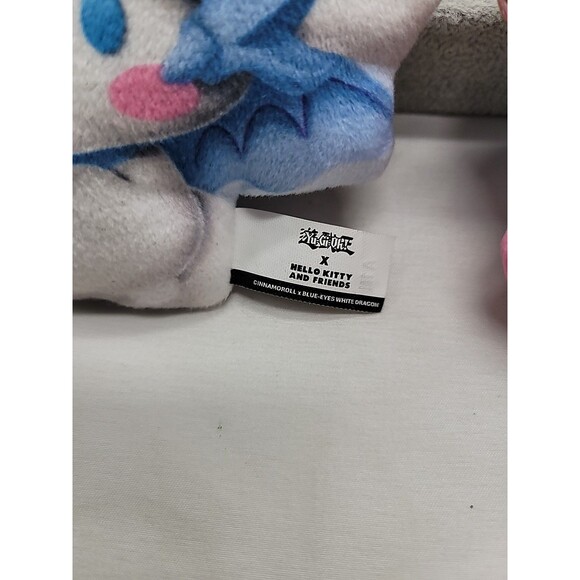 Yu-Gi-Oh!
X
HELLO KITTY
AND FRIENDS
CINNAMOROLL x BLUE-EYES WHITE DRAGON